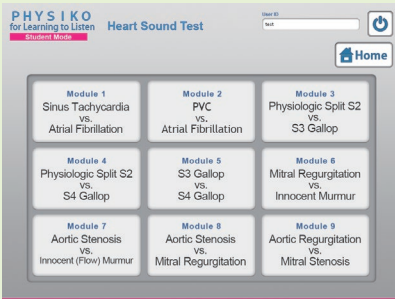 PHYSIKO
for Learning to Listen
Student Mode
Heart Sound Test
User ID
test
Home
Module 1
Sinus Tachycardia
vs.
Atrial Fibrillation
Module 2
PVC
vs.
Atrial Fibrillation
Module 3
Physiologic Split S2
vs.
S3 Gallop
Module 4
Physiologic Split S2
vs.
S4 Gallop
Module 5
S3 Gallop
vs.
S4 Gallop
Module 6
Mitral Regurgitation
vs.
Innocent Murmur
Module 7
Aortic Stenosis
vs.
Innocent (Flow) Murmur
Module 8
Aortic Stenosis
vs.
Mitral Regurgitation
Module 9
Aortic Regurgitation
vs.
Mitral Stenosis